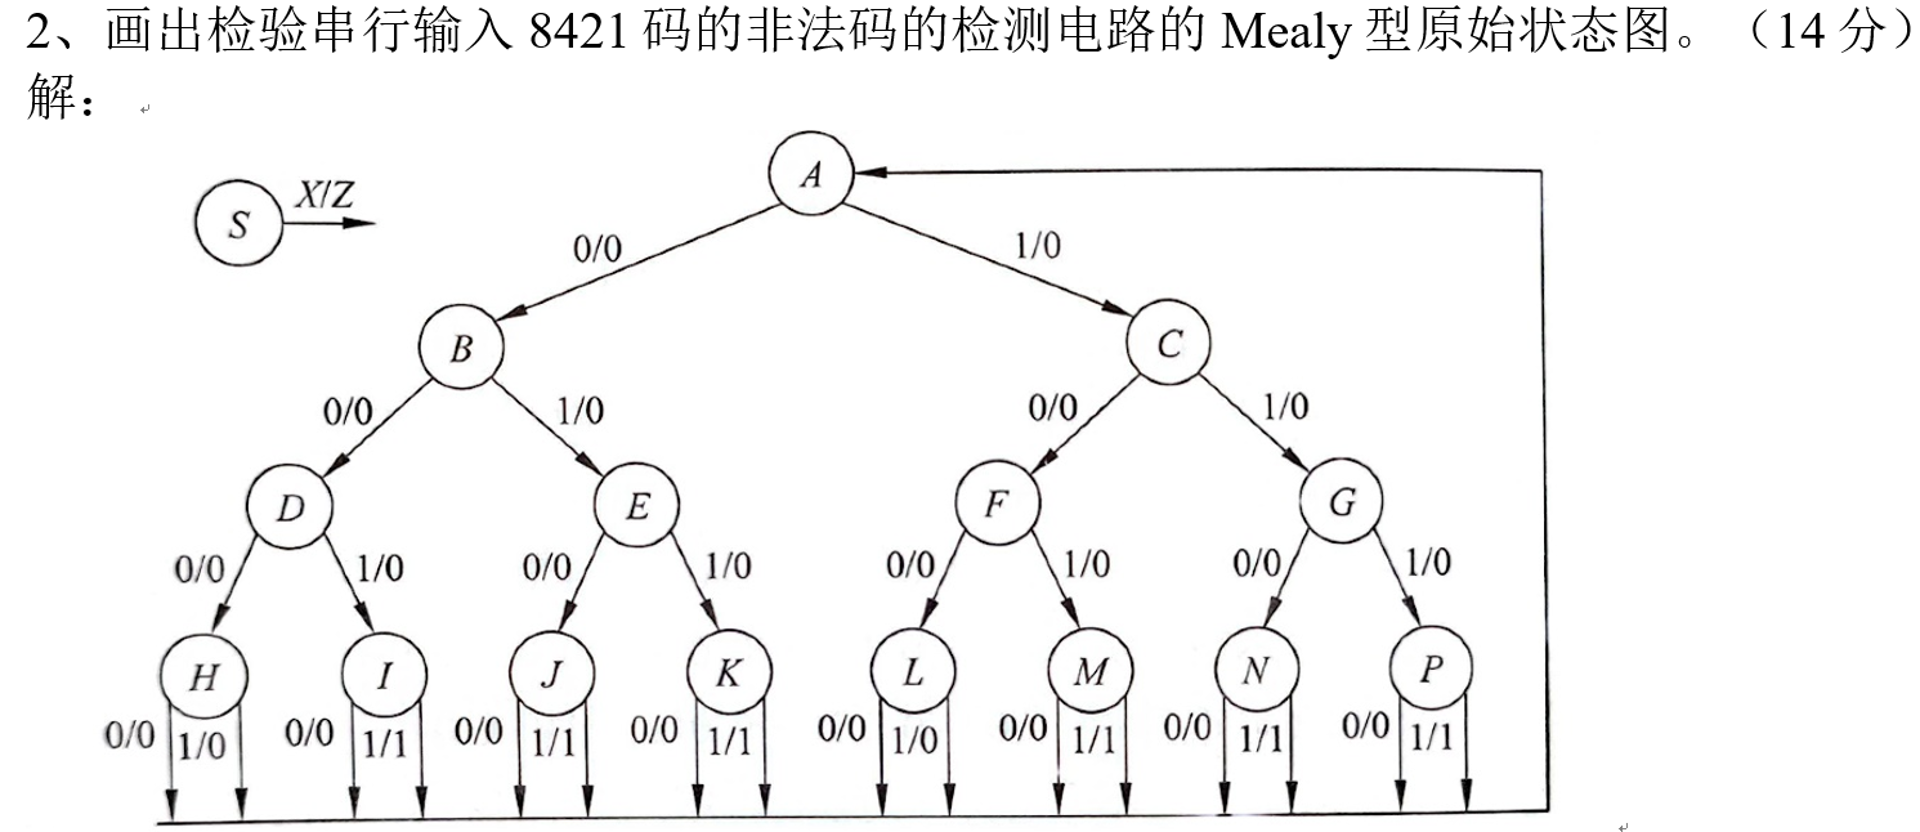 2、画出检验串行输入 8421 码的非法码的检测电路的 Mealy 型原始状态图。（14 分）
解：
A
S X/Z
0/0 1/0
B C
0/0 1/0 0/0 1/0
D E F G
0/0 1/0 0/0 1/0 0/0 1/0 0/0 1/0
H I J K L M N P
0/0 1/0 0/0 1/1 0/0 1/1 0/0 1/1 0/0 1/0 0/0 1/1 0/0 1/1 0/0 1/1